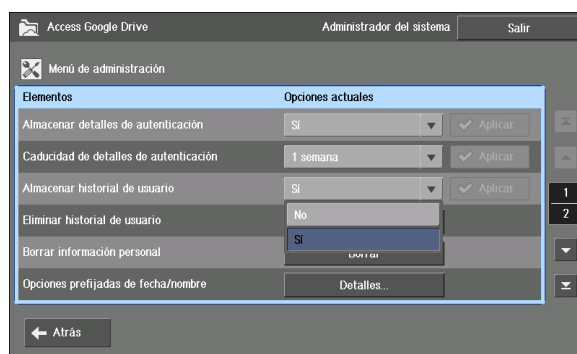 Access Google Drive Administrador del sistema Salir
Menú de administración
Elementos Opciones actuales
Almacenar detalles de autenticación Sí Aplicar
Caducidad de detalles de autenticación 1 semana Aplicar
Almacenar historial de usuario Sí Aplicar
1
No
Eliminar historial de usuario
2
Sí
Borrar información personal Borrar
Opciones prefijadas de fecha/nombre Detalles...
Atrás